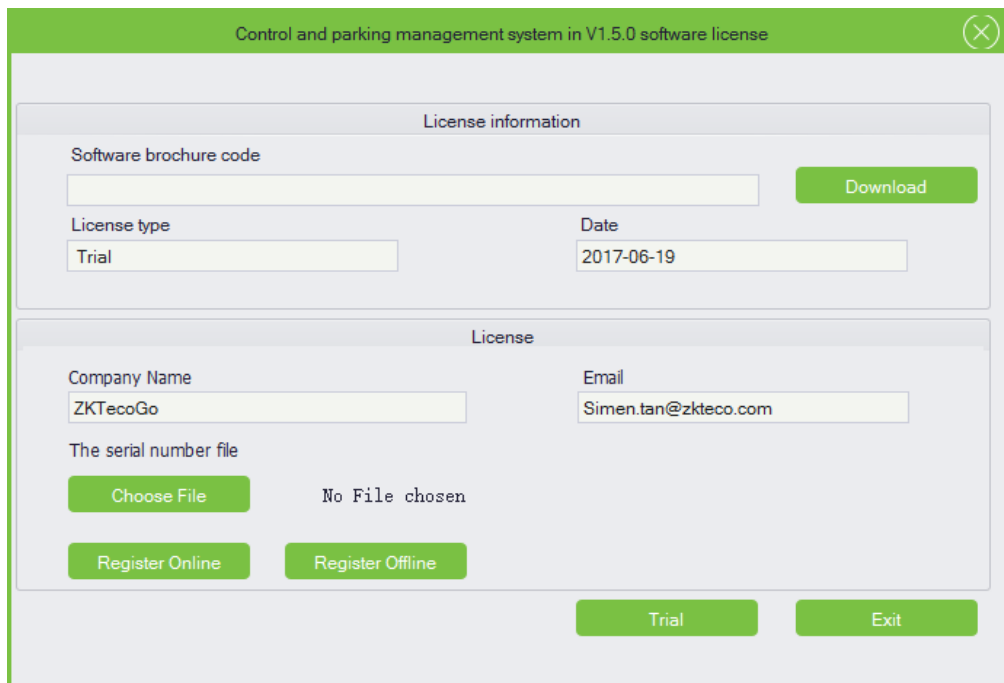 Control and parking management system in V1.5.0 software license
License information
Software brochure code
Download
License type Date
Trial 2017-06-19
License
Company Name Email
ZKTecoGo Simen.tan@zkteco.com
The serial number file
Choose File No File chosen
Register Online Register Offline
Trial Exit